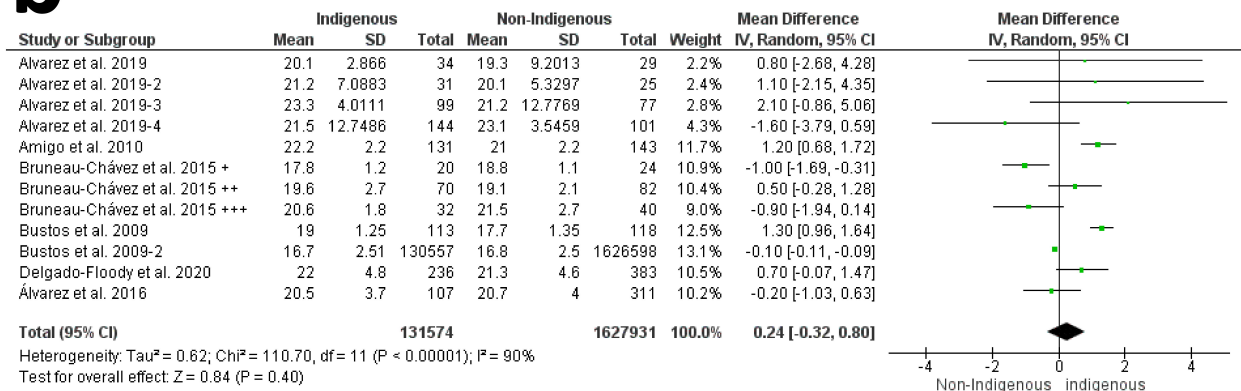 b
Indigenous Non-Indigenous Mean Difference Mean Difference
Study or Subgroup Mean SD Total Mean SD Total Weight IV, Random, 95% CI IV, Random, 95% CI
Alvarez et al. 2019 20.1 2.866 34 19.3 9.2013 29 2.2% 0.80 [-2.68, 4.28]
Alvarez et al. 2019-2 21.2 7.0883 31 20.1 5.3297 25 2.4% 1.10 [-2.15, 4.35]
Alvarez et al. 2019-3 23.3 4.0111 99 21.2 12.7769 77 2.8% 2.10 [-0.86, 5.06]
Alvarez et al. 2019-4 21.5 12.7486 144 23.1 3.5459 101 4.3% -1.60 [-3.79, 0.59]
Amigo et al. 2010 22.2 2.2 131 21 2.2 143 11.7% 1.20 [0.68, 1.72]
Bruneau-Chávez et al. 2015 + 17.8 1.2 20 18.8 1.1 24 10.9% -1.00 [-1.69, -0.31]
Bruneau-Chávez et al. 2015 ++ 19.6 2.7 70 19.1 2.1 82 10.4% 0.50 [-0.28, 1.28]
Bruneau-Chávez et al. 2015 +++ 20.6 1.8 32 21.5 2.7 40 9.0% -0.90 [-1.94, 0.14]
Bustos et al. 2009 19 1.25 113 17.7 1.35 118 12.5% 1.30 [0.96, 1.64]
Bustos et al. 2009-2 16.7 2.51 130557 16.8 2.5 1626598 13.1% -0.10 [-0.11, -0.09]
Delgado-Floody et al. 2020 22 4.8 236 21.3 4.6 383 10.5% 0.70 [-0.07, 1.47]
Álvarez et al. 2016 20.5 3.7 107 20.7 4 311 10.2% -0.20 [-1.03, 0.63]
Total (95% CI) 131574 1627931 100.0% 0.24 [-0.32, 0.80]
Heterogeneity: Tau² = 0.62; Chi² = 110.70, df = 11 (P < 0.00001); I² = 90%
Test for overall effect: Z = 0.84 (P = 0.40)
-4 -2 0 2 4
Non-Indigenous indigenous